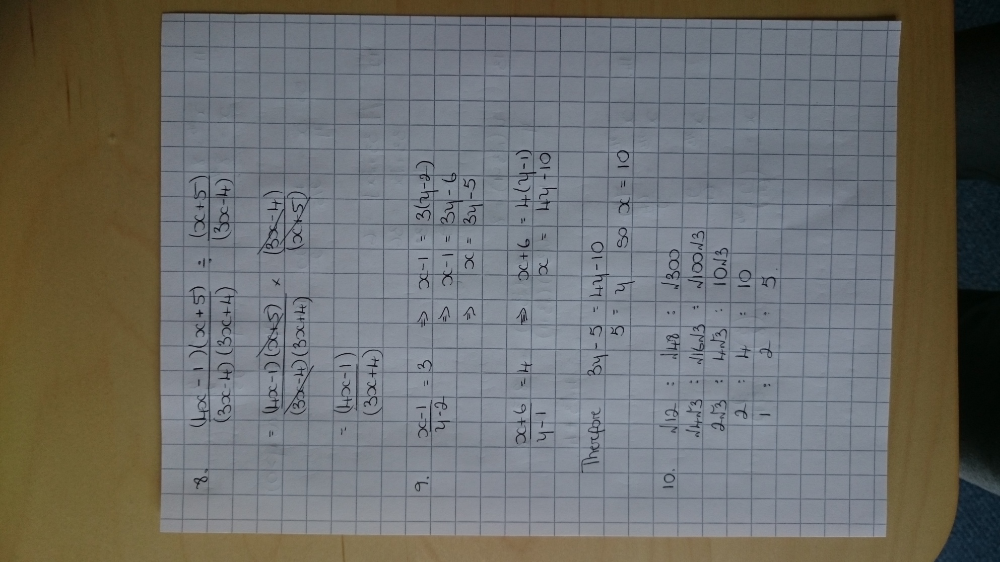 8. (4x - 1)(x + 5) ÷ (x+5)
(3x-4)(3x+4) (3x-4)
= (4x-1)(x+5) × (3x-4)
(3x-4)(3x+4) (x+5)
= (4x-1)
(3x+4)
9. x-1 = 3 ⇒ x-1 = 3(y-2)
y-2 ⇒ x-1 = 3y-6
⇒ x = 3y-5
x+6 = 4 ⇒ x+6 = 4(y-1)
y-1 x = 4y-10
Therfore 3y-5 = 4y-10
5 = y so x = 10
10. √12 : √48 : √300
√4√3 : √16√3 : √100√3
2√3 : 4√3 : 10√3
2 : 4 : 10
1 : 2 : 5.